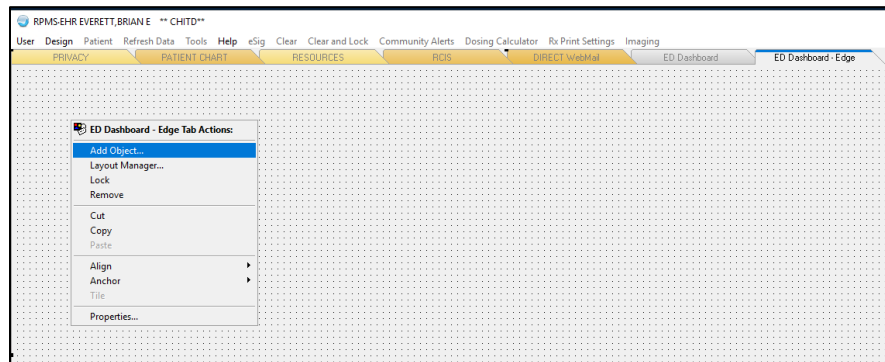 RPMS-EHR EVERETT,BRIAN E ** CHITD**
User Design Patient Refresh Data Tools Help eSig Clear Clear and Lock Community Alerts Dosing Calculator Rx Print Settings Imaging
PRIVACY PATIENT CHART RESOURCES RCIS DIRECT WebMail ED Dashboard ED Dashboard - Edge
ED Dashboard - Edge Tab Actions:
Add Object...
Layout Manager...
Lock
Remove
Cut
Copy
Paste
Align
Anchor
Tile
Properties...